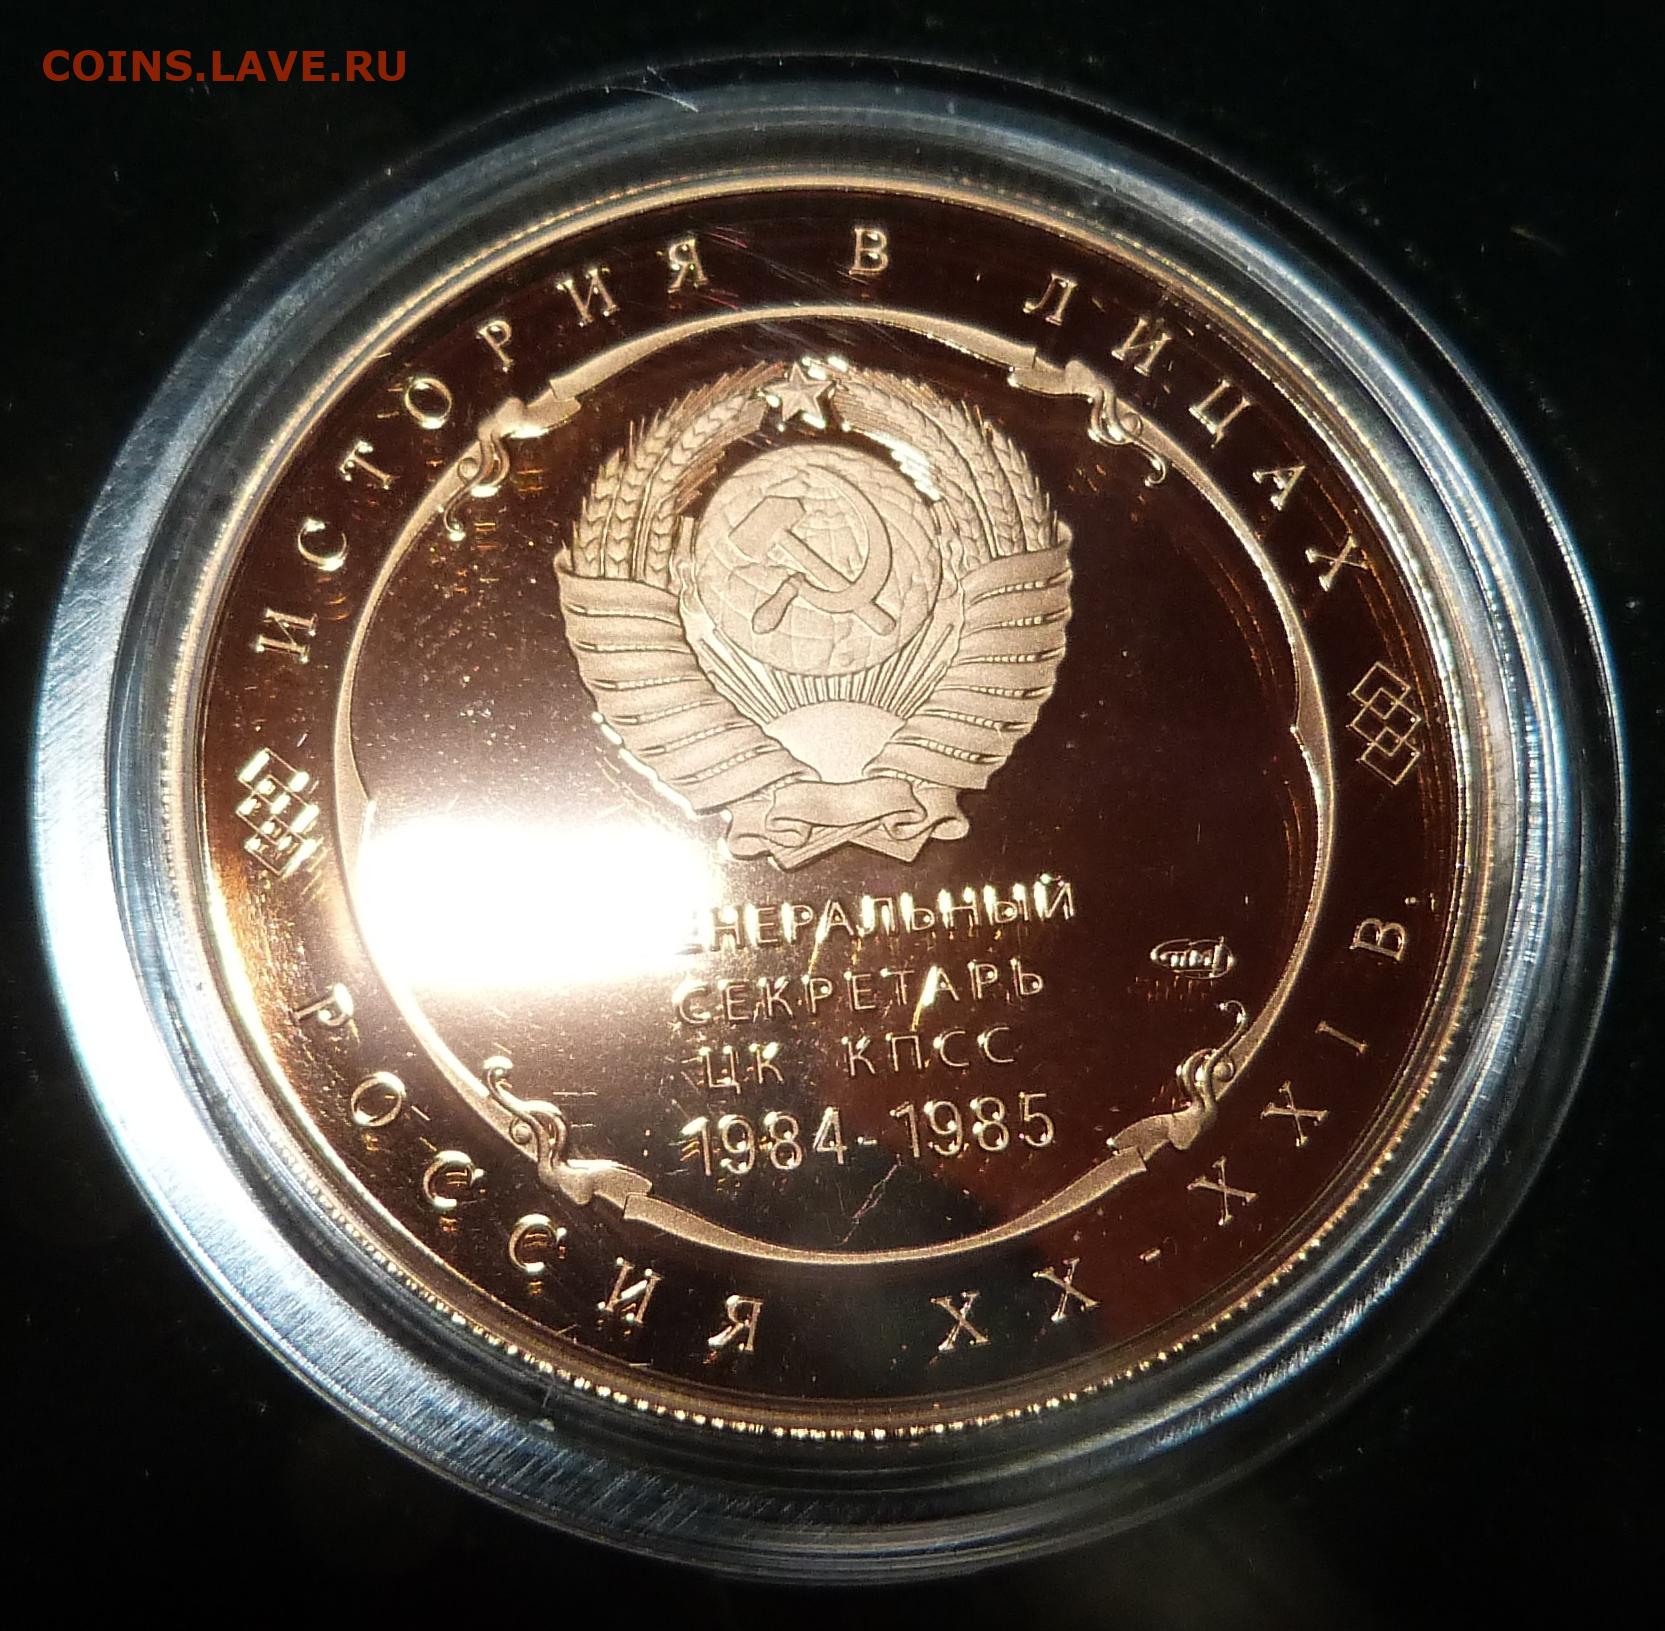 COINS.LAVE.RU
ИСТОРИЯ В ЛИЦАХ
СЕКРЕТАРЬ
ЦК КПСС
1984-1985
РОССИЯ XX-XXI В.